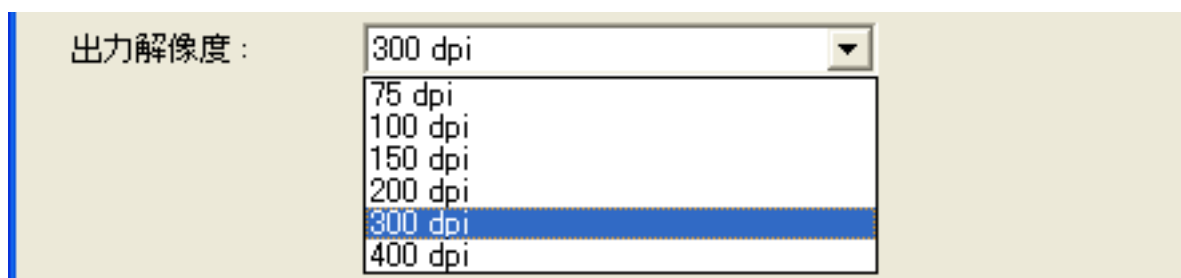 出力解像度： 300 dpi
75 dpi
100 dpi
150 dpi
200 dpi
300 dpi
400 dpi